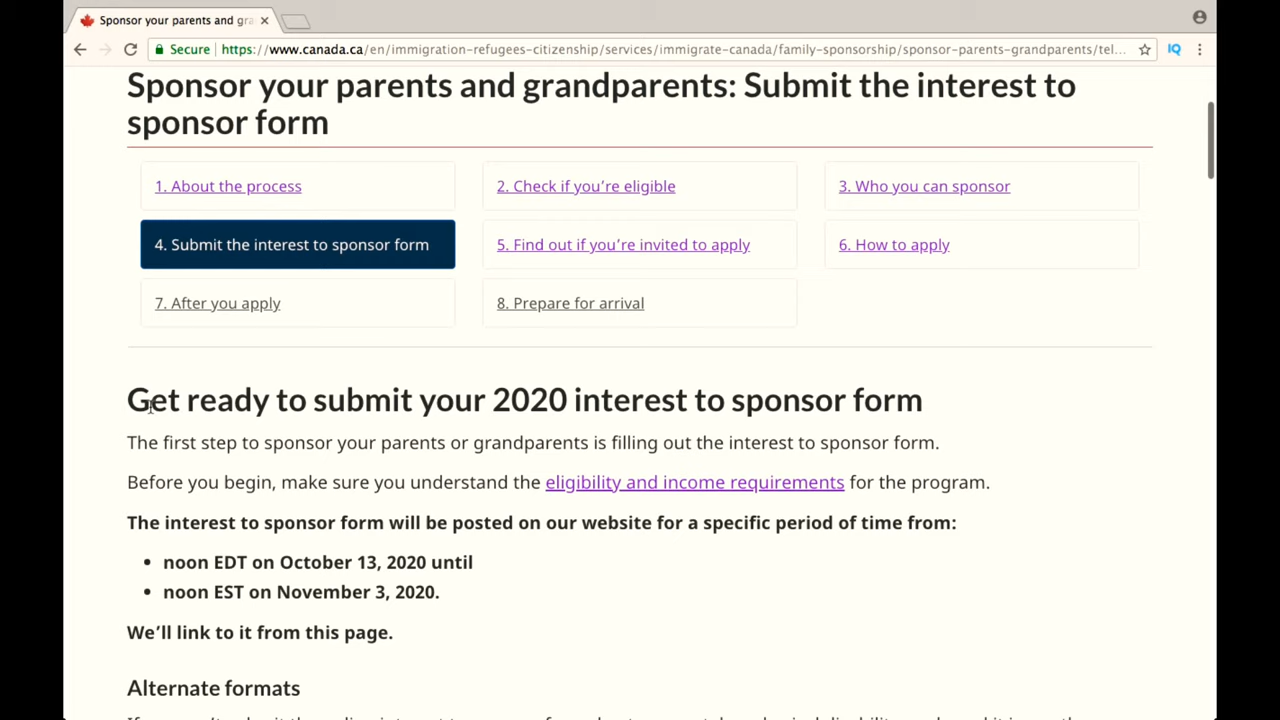 Sponsor your parents and gra
Secure https://www.canada.ca/en/immigration-refugees-citizenship/services/immigrate-canada/family-sponsorship/sponsor-parents-grandparents/tel...
IQ
Sponsor your parents and grandparents: Submit the interest to
sponsor form
1. About the process
2. Check if you're eligible
3. Who you can sponsor
4. Submit the interest to sponsor form
5. Find out if you're invited to apply
6. How to apply
7. After you apply
8. Prepare for arrival
Get ready to submit your 2020 interest to sponsor form
The first step to sponsor your parents or grandparents is filling out the interest to sponsor form.
Before you begin, make sure you understand the eligibility and income requirements for the program.
The interest to sponsor form will be posted on our website for a specific period of time from:
• noon EDT on October 13, 2020 until
• noon EST on November 3, 2020.
We'll link to it from this page.
Alternate formats